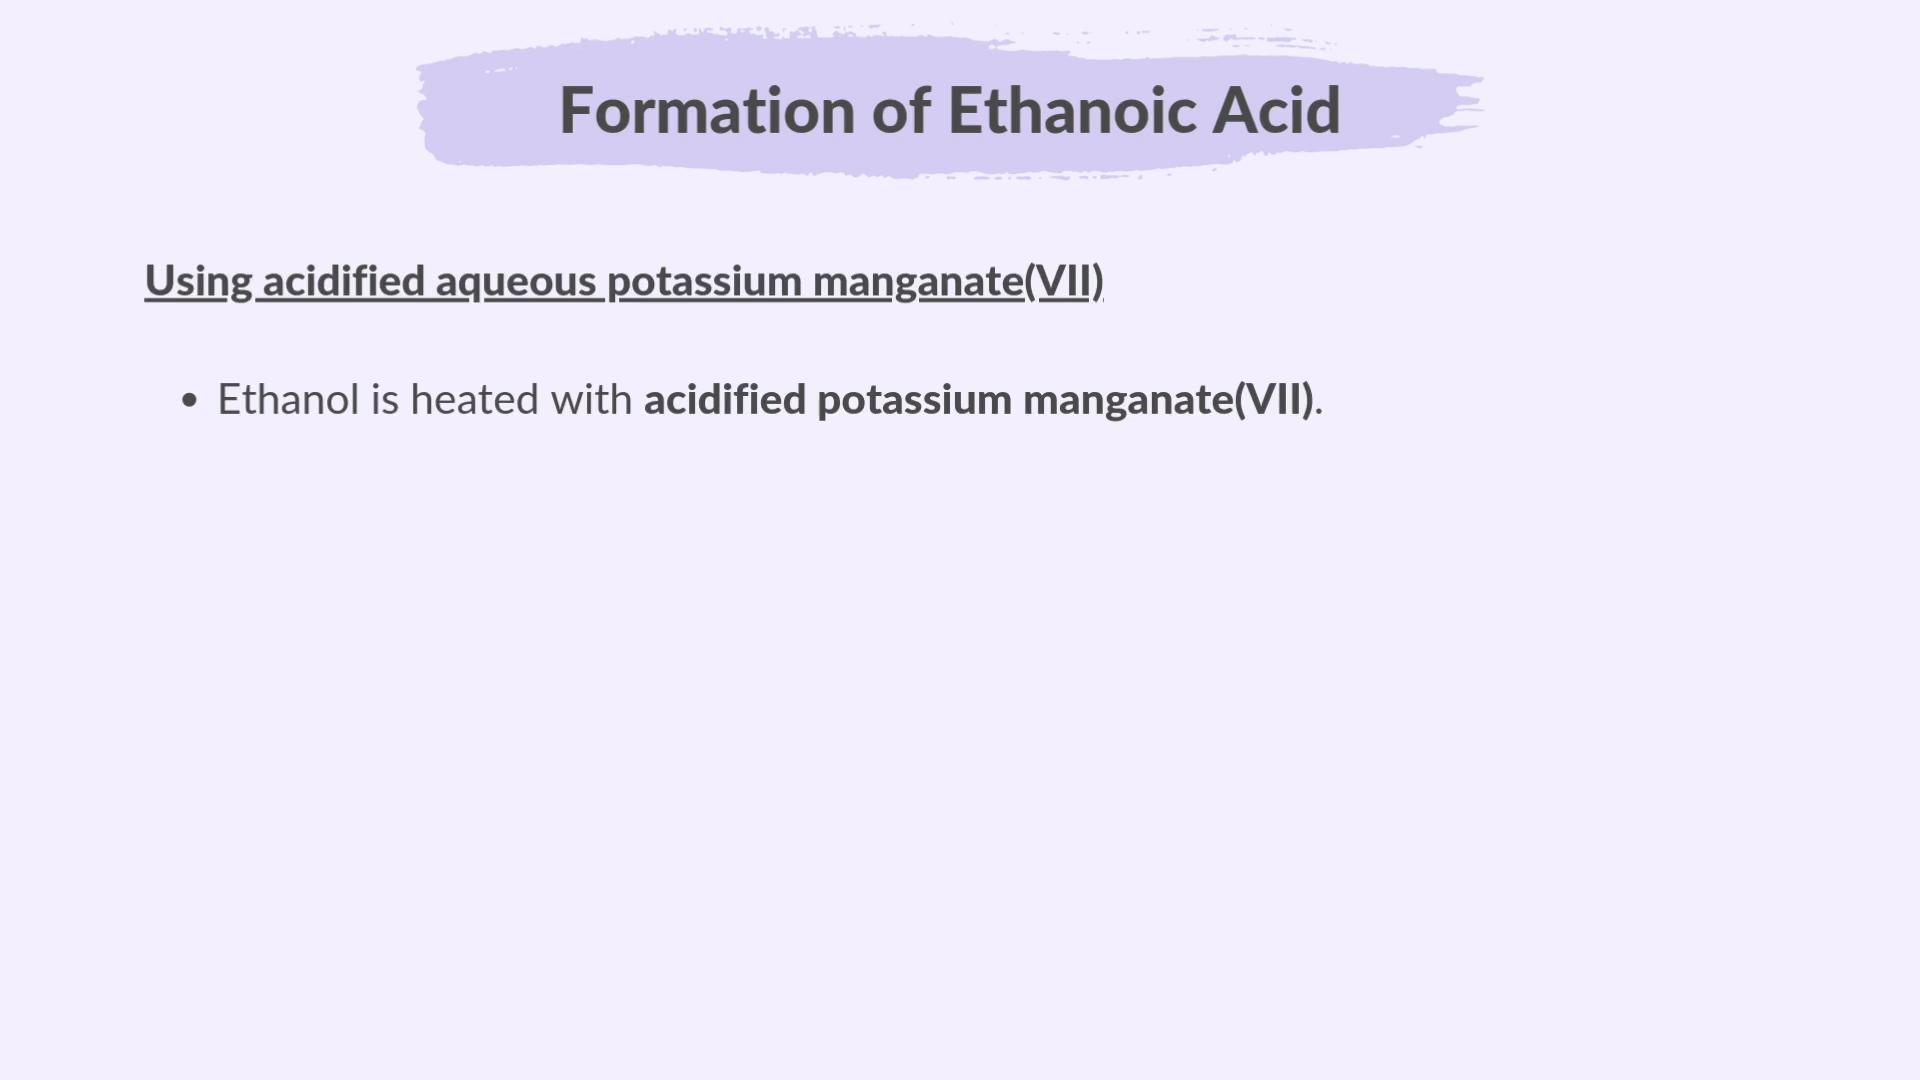 Formation of Ethanoic Acid
Using acidified aqueous potassium manganate(VII)
• Ethanol is heated with acidified potassium manganate(VII).